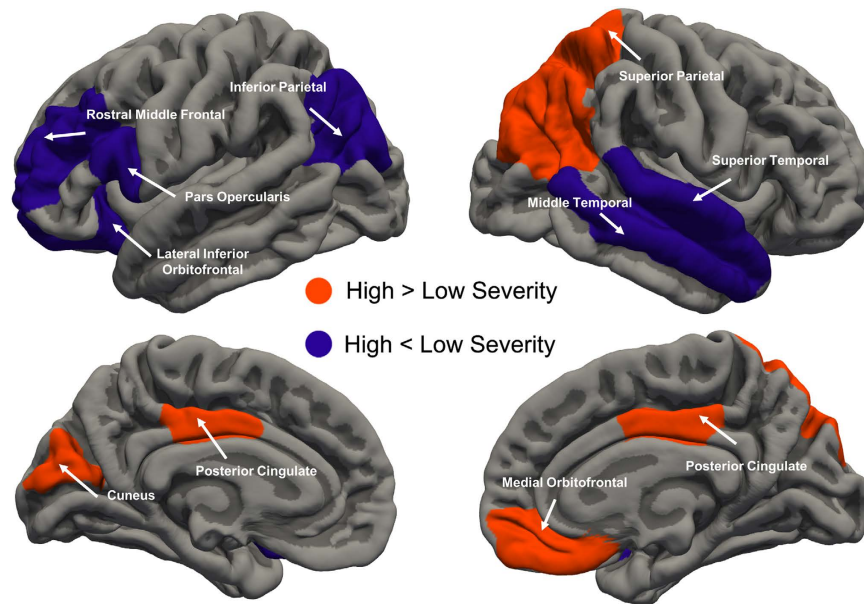 Inferior Parietal
Rostral Middle Frontal
Pars Opercularis
Lateral Inferior
Orbitofrontal
Superior Parietal
Superior Temporal
Middle Temporal
High > Low Severity
High < Low Severity
Posterior Cingulate
Cuneus
Posterior Cingulate
Medial Orbitofrontal